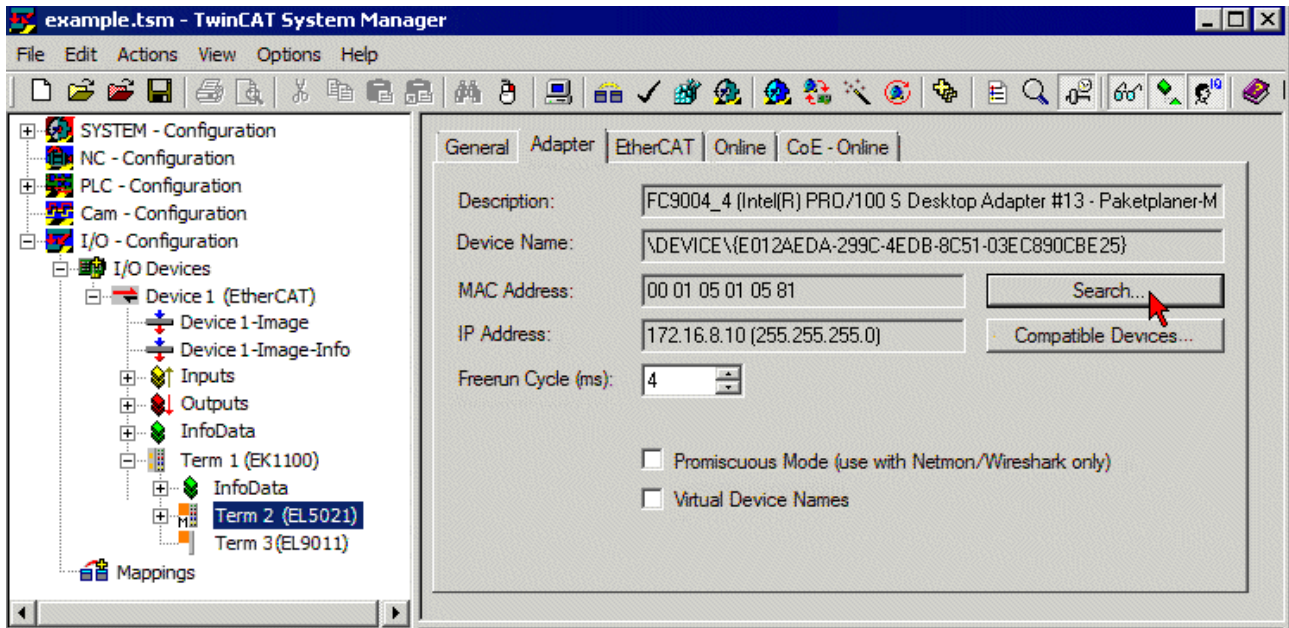 example.tsm - TwinCAT System Manager
File Edit Actions View Options Help
SYSTEM - Configuration
NC - Configuration
PLC - Configuration
Cam - Configuration
I/O - Configuration
I/O Devices
Device 1 (EtherCAT)
Device 1-Image
Device 1-Image-Info
Inputs
Outputs
InfoData
Term 1 (EK1100)
InfoData
Term 2 (EL5021)
Term 3(EL9011)
Mappings
General Adapter EtherCAT Online CoE - Online
Description: FC9004_4 (Intel(R) PRO/100 S Desktop Adapter #13 - Paketplaner-M
Device Name: \DEVICE\{E012AEDA-299C-4EDB-8C51-03EC890CBE25}
MAC Address: 00 01 05 01 05 81 Search...
IP Address: 172.16.8.10 (255.255.255.0) Compatible Devices...
Freerun Cycle (ms): 4
Promiscuous Mode (use with Netmon/Wireshark only)
Virtual Device Names